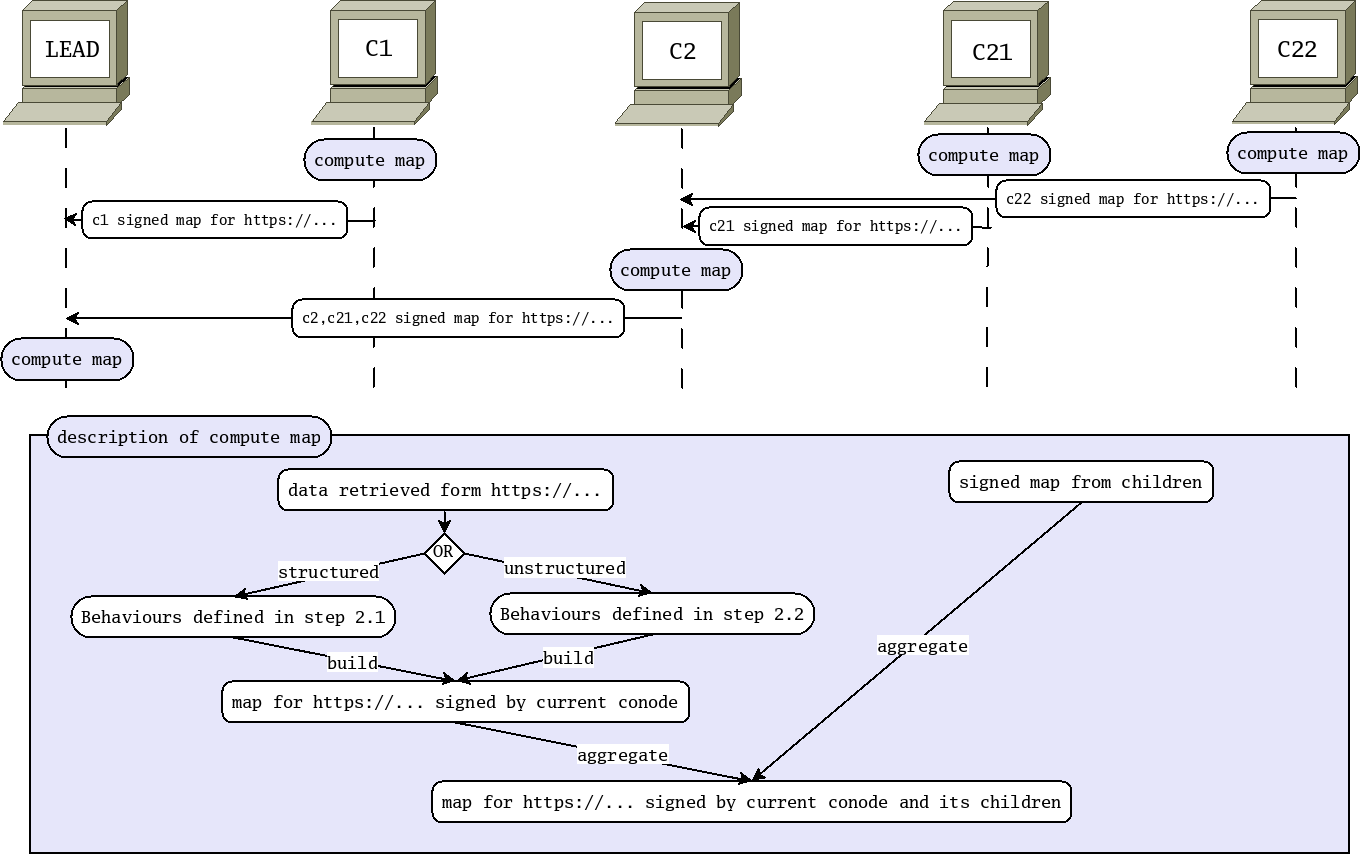 LEAD
C1
C2
C21
C22
compute map
compute map
compute map
c22 signed map for https://...
c1 signed map for https://...
c21 signed map for https://...
compute map
c2,c21,c22 signed map for https://...
compute map
description of compute map
data retrieved form https://...
signed map from children
OR
structured
unstructured
Behaviours defined in step 2.1
Behaviours defined in step 2.2
build
build
aggregate
map for https://... signed by current conode
aggregate
map for https://... signed by current conode and its children